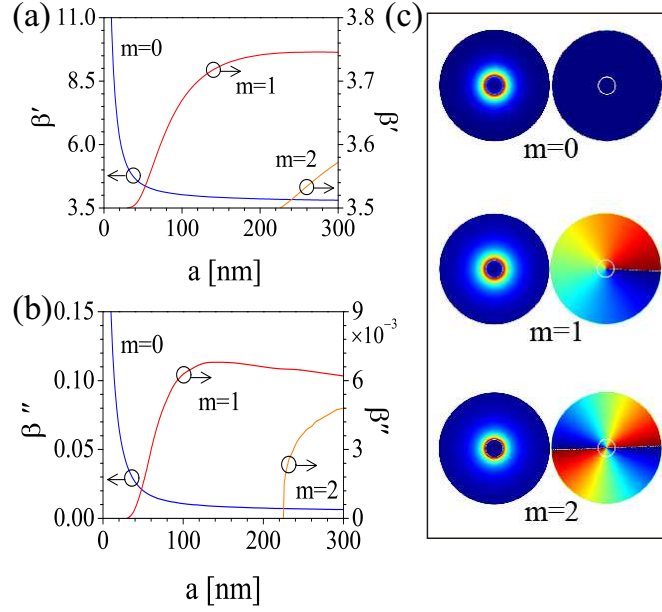 (a)
11.0
8.5
6.0
3.5
β′
m=0
m=1
m=2
3.8
3.7
3.6
3.5
β′
0 100 200 300
a [nm]
(b)
0.15
0.10
0.05
0.00
β″
m=0
m=1
m=2
9
×10⁻³
6
3
0
β″
0 100 200 300
a [nm]
(c)
m=0
m=1
m=2